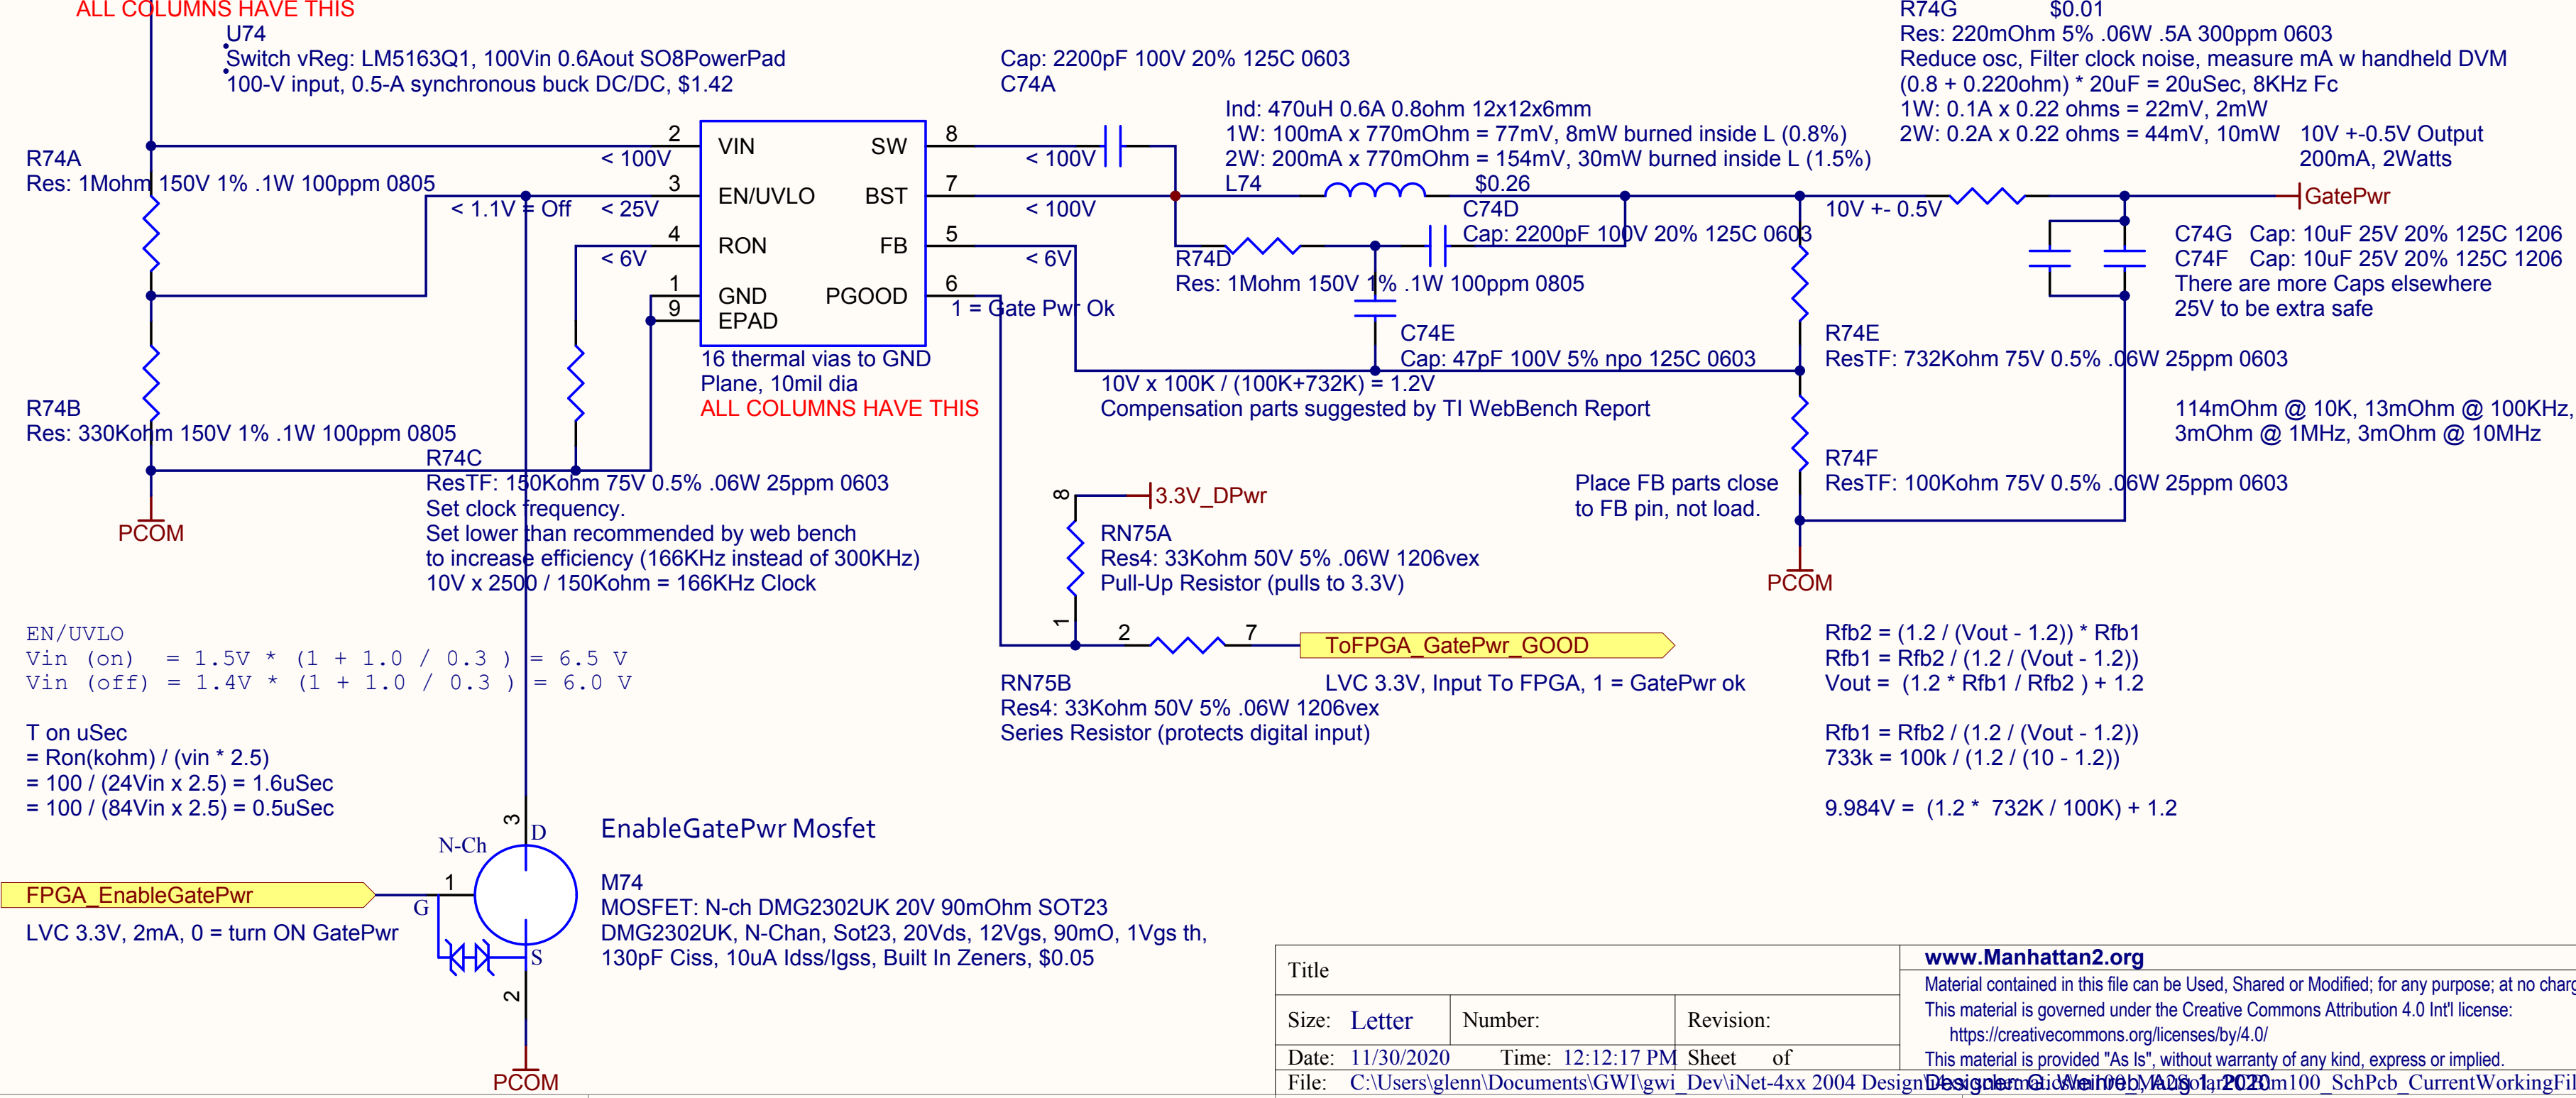 ALL COLUMNS HAVE THIS
U74
Switch vReg: LM5163Q1, 100Vin 0.6Aout SO8PowerPad
100-V input, 0.5-A synchronous buck DC/DC, $1.42
Cap: 2200pF 100V 20% 125C 0603
C74A
Ind: 470uH 0.6A 0.8ohm 12x12x6mm
1W: 100mA x 770mOhm = 77mV, 8mW burned inside L (0.8%)
2W: 200mA x 770mOhm = 154mV, 30mW burned inside L (1.5%)
L74
$0.26
R74G $0.01
Res: 220mOhm 5% .06W .5A 300ppm 0603
Reduce osc, Filter clock noise, measure mA w handheld DVM
(0.8 + 0.220ohm) * 20uF = 20uSec, 8KHz Fc
1W: 0.1A x 0.22 ohms = 22mV, 2mW
2W: 0.2A x 0.22 ohms = 44mV, 10mW
10V +-0.5V Output
200mA, 2Watts
R74A
Res: 1Mohm 150V 1% .1W 100ppm 0805
2
< 100V
VIN
SW
8
< 100V
3
< 1.1V = Off
< 25V
EN/UVLO
BST
7
< 100V
4
< 6V
RON
FB
5
< 6V
1
GND
PGOOD
6
1 = Gate Pwr Ok
9
EPAD
C74D
Cap: 2200pF 100V 20% 125C 0603
10V +- 0.5V
GatePwr
R74D
Res: 1Mohm 150V 1% .1W 100ppm 0805
C74G Cap: 10uF 25V 20% 125C 1206
C74F Cap: 10uF 25V 20% 125C 1206
There are more Caps elsewhere
25V to be extra safe
C74E
Cap: 47pF 100V 5% npo 125C 0603
R74E
ResTF: 732Kohm 75V 0.5% .06W 25ppm 0603
16 thermal vias to GND
Plane, 10mil dia
ALL COLUMNS HAVE THIS
10V x 100K / (100K+732K) = 1.2V
Compensation parts suggested by TI WebBench Report
114mOhm @ 10K, 13mOhm @ 100KHz,
3mOhm @ 1MHz, 3mOhm @ 10MHz
R74B
Res: 330Kohm 150V 1% .1W 100ppm 0805
R74C
ResTF: 150Kohm 75V 0.5% .06W 25ppm 0603
Set clock frequency.
Set lower than recommended by web bench
to increase efficiency (166KHz instead of 300KHz)
10V x 2500 / 150Kohm = 166KHz Clock
PCOM
8
3.3V_DPwr
RN75A
Res4: 33Kohm 50V 5% .06W 1206vex
Pull-Up Resistor (pulls to 3.3V)
1
Place FB parts close
to FB pin, not load.
R74F
ResTF: 100Kohm 75V 0.5% .06W 25ppm 0603
PCOM
EN/UVLO
Vin (on) = 1.5V * (1 + 1.0 / 0.3 ) = 6.5 V
Vin (off) = 1.4V * (1 + 1.0 / 0.3 ) = 6.0 V
2
7
ToFPGA_GatePwr_GOOD
RN75B
Res4: 33Kohm 50V 5% .06W 1206vex
Series Resistor (protects digital input)
LVC 3.3V, Input To FPGA, 1 = GatePwr ok
Rfb2 = (1.2 / (Vout - 1.2)) * Rfb1
Rfb1 = Rfb2 / (1.2 / (Vout - 1.2))
Vout = (1.2 * Rfb1 / Rfb2 ) + 1.2
Rfb1 = Rfb2 / (1.2 / (Vout - 1.2))
733k = 100k / (1.2 / (10 - 1.2))
9.984V = (1.2 * 732K / 100K) + 1.2
T on uSec
= Ron(kohm) / (vin * 2.5)
= 100 / (24Vin x 2.5) = 1.6uSec
= 100 / (84Vin x 2.5) = 0.5uSec
3
D
N-Ch
EnableGatePwr Mosfet
FPGA_EnableGatePwr
1
G
LVC 3.3V, 2mA, 0 = turn ON GatePwr
S
2
PCOM
M74
MOSFET: N-ch DMG2302UK 20V 90mOhm SOT23
DMG2302UK, N-Chan, Sot23, 20Vds, 12Vgs, 90mO, 1Vgs th,
130pF Ciss, 10uA Idss/Igss, Built In Zeners, $0.05
Title
Size: Letter
Number:
Revision:
Date: 11/30/2020
Time: 12:12:17 PM
Sheet of
File: C:\Users\glenn\Documents\GWI\gwi_Dev\iNet-4xx 2004 Design
www.Manhattan2.org
Material contained in this file can be Used, Shared or Modified; for any purpose; at no charg
This material is governed under the Creative Commons Attribution 4.0 Int'l license:
https://creativecommons.org/licenses/by/4.0/
This material is provided "As Is", without warranty of any kind, express or implied.
Designer: G. Weinreb, Aug 1, 2020